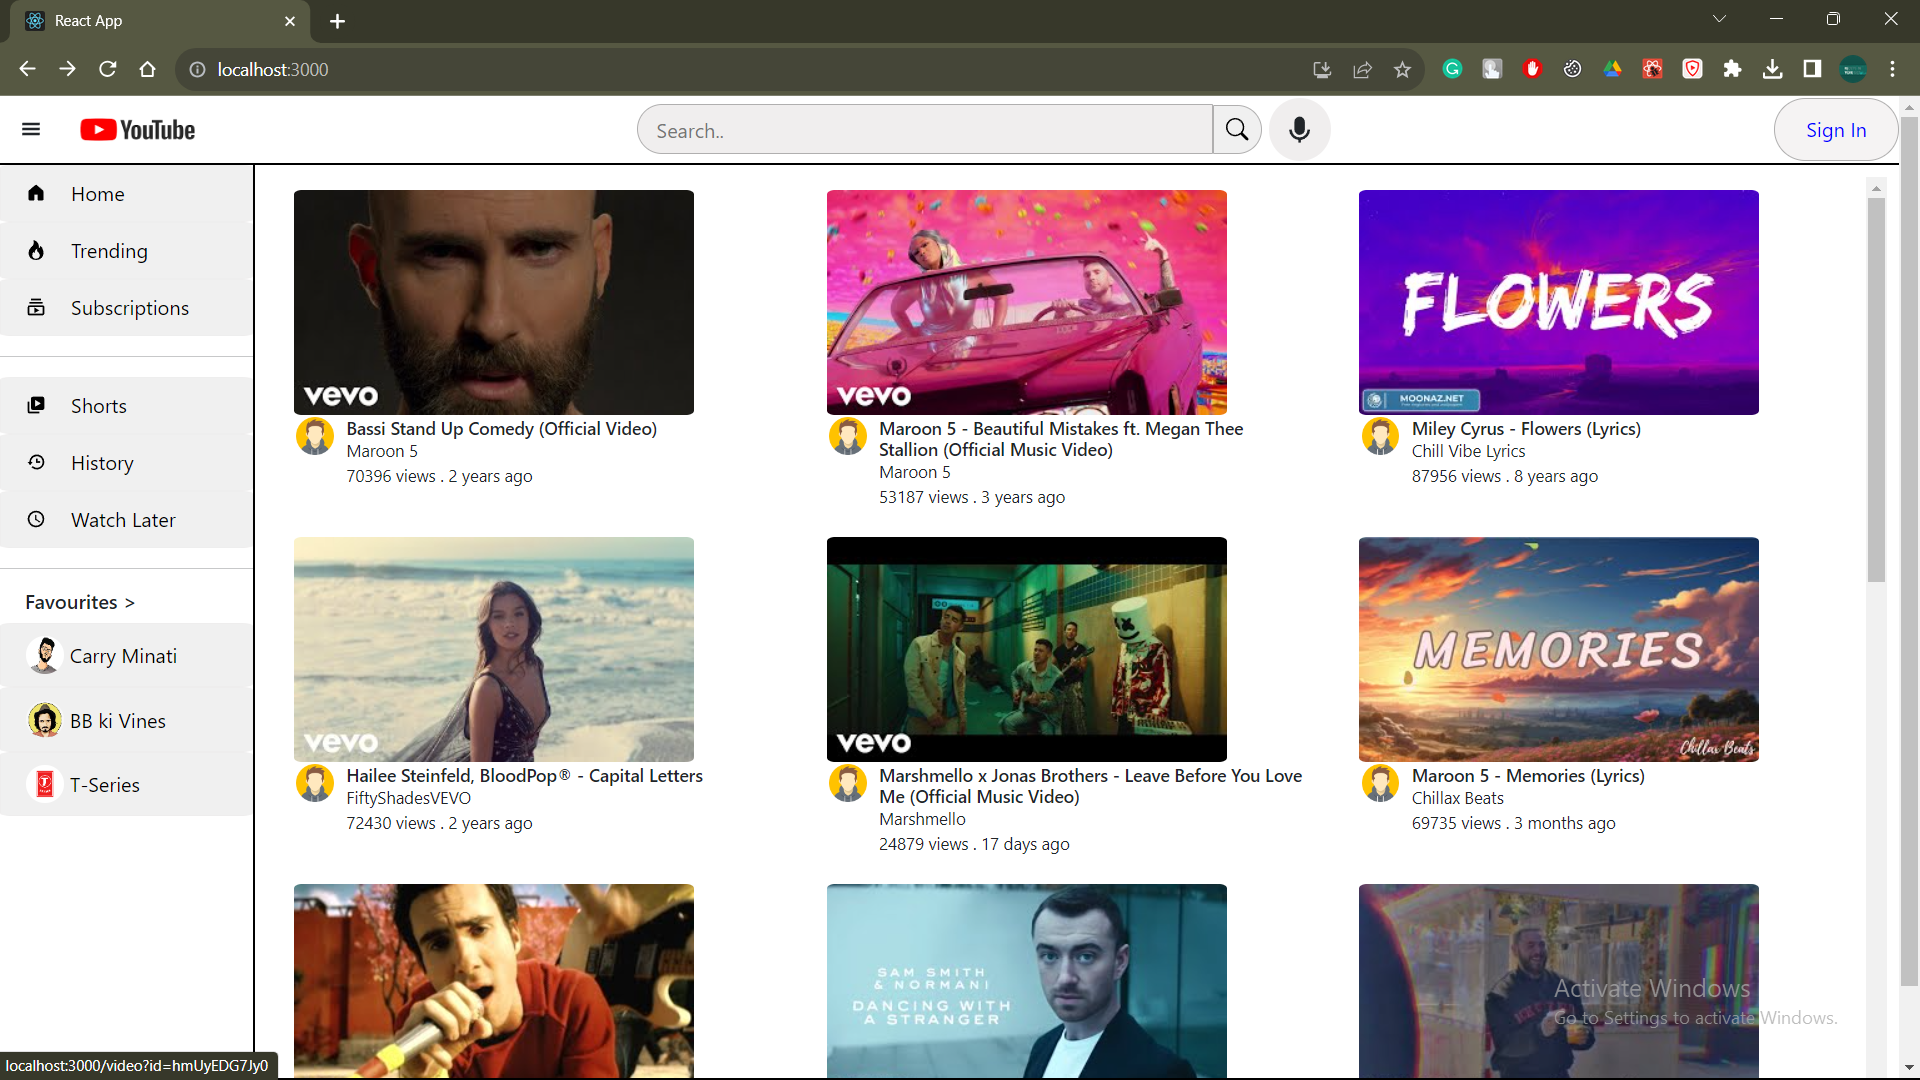 React App
localhost:3000
YouTube
Search..
Sign In
Home
Trending
Subscriptions
Shorts
History
Watch Later
Favourites >
Carry Minati
BB ki Vines
T-Series
vevo
Bassi Stand Up Comedy (Official Video)
Maroon 5
70396 views . 2 years ago
vevo
Maroon 5 - Beautiful Mistakes ft. Megan Thee
Stallion (Official Music Video)
Maroon 5
53187 views . 3 years ago
FLOWERS
MOONAZ.NET
Miley Cyrus - Flowers (Lyrics)
Chill Vibe Lyrics
87956 views . 8 years ago
vevo
Hailee Steinfeld, BloodPop® - Capital Letters
FiftyShadesVEVO
72430 views . 2 years ago
vevo
Marshmello x Jonas Brothers - Leave Before You Love
Me (Official Music Video)
Marshmello
24879 views . 17 days ago
MEMORIES
Chillax Beats
Maroon 5 - Memories (Lyrics)
Chillax Beats
69735 views . 3 months ago
SAM SMITH
& NORMANI
DANCING WITH
A STRANGER
Activate Windows
Go to Settings to activate Windows.
localhost:3000/video?id=hmUyEDG7Jy0